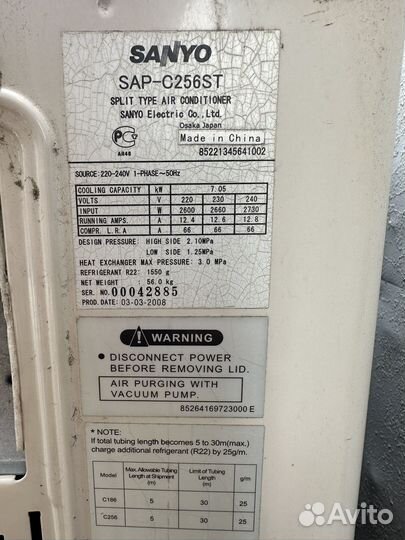 SANYO
SAP-C256ST
SPLIT TYPE AIR CONDITIONER
SANYO Electric Co.,Ltd.
Osaka Japan
Made in China
AR46
85221345641002
SOURCE: 220-240V 1-PHASE~50Hz
COOLING CAPACITY kW 7.05
VOLTS V 220 230 240
INPUT W 2600 2660 2730
RUNNING AMPS. A 12.4 12.6 12.8
COMPR. L.R.A A 66 66 66
DESIGN PRESSURE: HIGH SIDE 2.10MPa
LOW SIDE 1.25MPa
HEAT EXCHANGER MAX PRESSURE: 3.0 MPa
REFRIGERANT R22: 1550 g
NET WEIGHT: 56.0 kg
SER. NO. 00042885
PROD. DATE: 03-03-2008
WARNING
● DISCONNECT POWER
BEFORE REMOVING LID.
AIR PURGING WITH
VACUUM PUMP.
85264169723000 E
* NOTE:
If total tubing length becomes 5 to 30m(max.)
charge additional refrigerant (R22) by 25g/m.
Model Max. Allowable Tubing Length at Shipment (m) Limit of Tubing Length (m) g/m
C186 5 30 25
C256 5 30 25
Avito